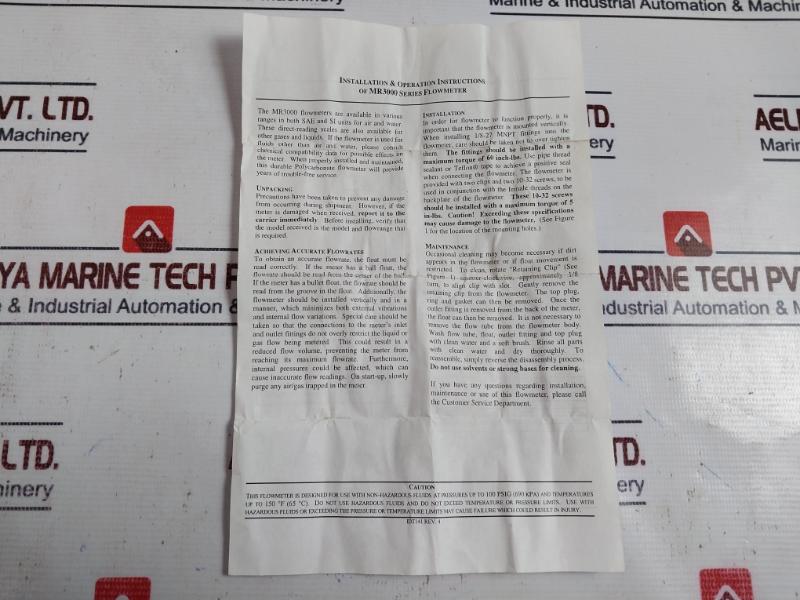 Marine & Industrial Automation & Machin
Machinery
INSTALLATION & OPERATION INSTRUCTIONS
OF MR3000 SERIES FLOWMETER
The MR3000 flowmeters are available in various
ranges in both SAE and SI units for air and water.
These direct-reading scales are also available for
other gases and liquids. If the flowmeter is used for
fluids other than air and water, please consult
chemical compatibility data for possible effects on
the meter. When properly installed and maintained,
this durable Polycarbonate flowmeter will provide
years of trouble-free service.
UNPACKING
Precautions have been taken to prevent any damage
from occurring during shipment. However, if the
meter is damaged when received, report is to the
carrier immediately. Before installing, verify that
the model received is the model and flowrange that
is required.
ACHIEVING ACCURATE FLOWRATES
To obtain an accurate flowrate, the float must be
read correctly. If the meter has a ball float, the
flowrate should be read from the center of the ball.
If the meter has a bullet float, the flowrate should be
read from the groove in the float. Additionally, the
flowmeter should be installed vertically and in a
manner, which minimizes both external vibrations
and internal flow variations. Special care should be
taken so that the connections to the meter's inlet
and outlet fittings do not overly restrict the liquid or
gas flow being metered. This could result in a
reduced flow volume, preventing the meter from
reaching its maximum flowrate. Furthermore,
internal pressures could be affected, which can
cause inaccurate flow readings. On start-up, slowly
purge any air/gas trapped in the meter.
INSTALLATION
In order for flowmeter to function properly, it is
important that the flowmeter is mounted vertically.
When installing 1/8-27 MNPT fittings into the
flowmeter, care should be taken not to over tighten
them. The fittings should be installed with a
maximum torque of 60 inch-lbs. Use pipe thread
sealant or Teflon® tape to achieve a positive seal
when connecting the flowmeter. The flowmeter is
provided with two clips and two 10-32 screws, to be
used in conjunction with the female threads on the
backplate of the flowmeter. These 10-32 screws
should be installed with a maximum torque of 5
in-lbs. Caution! Exceeding these specifications
may cause damage to the flowmeter. (See Figure
1 for location of the mounting holes.)
MAINTENANCE
Occasional cleaning may become necessary if dirt
appears in the flowmeter or if float movement is
restricted. To clean, rotate "Retaining Clip" (See
Figure 1) counter-clockwise approximately 1/8
turn, to align clip with slot. Gently remove the
retaining clip from the flowmeter. The top plug,
ring and gasket can then be removed. Once the
outlet fitting is removed from the back of the meter,
the float can then be removed. It is not necessary to
remove the flow tube from the flowmeter body.
Wash flow tube, float, outlet fitting and top plug
with clean water and a soft brush. Rinse all parts
with clean water and dry thoroughly. To
reassemble, simply reverse the disassembly process.
Do not use solvents or strong bases for cleaning.
If you have any questions regarding installation,
maintenance or use of this flowmeter, please call
the Customer Service Department.
CAUTION
THIS FLOWMETER IS DESIGNED FOR USE WITH NON-HAZARDOUS FLUIDS AT PRESSURES UP TO 100 PSIG (690 KPA) AND TEMPERATURES
UP TO 150 °F (65 °C). DO NOT USE HAZARDOUS FLUIDS AND DO NOT EXCEED TEMPERATURE OR PRESSURE LIMITS. USE WITH
HAZARDOUS FLUIDS OR EXCEEDING THE PRESSURE OR TEMPERATURE LIMITS MAY CAUSE FAILURE WHICH COULD RESULT IN INJURY.
EDT141 REV. 4
PVT. LTD.
Machinery
AELI
Marin
YA MARINE TECH P
e & Industrial Automation &
MARINE TECH PV
& Industrial Automation & M
LTD.
inery
ery
AEL
Marin